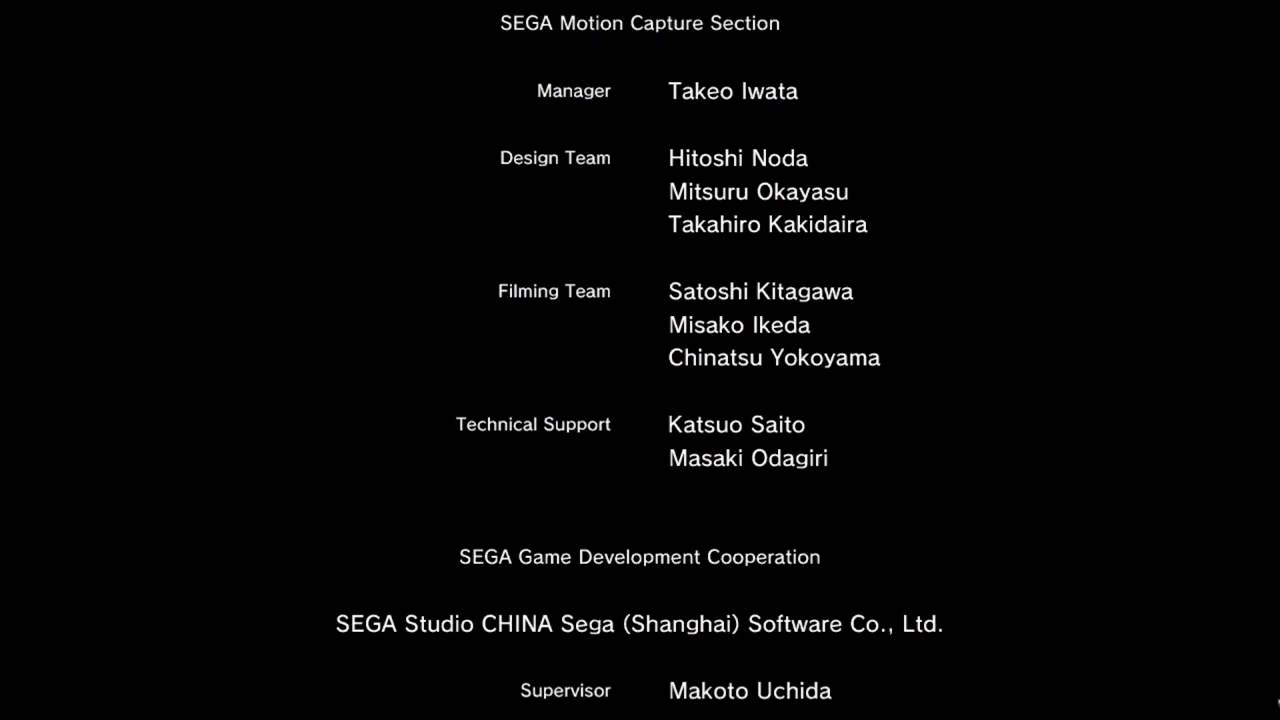 SEGA Motion Capture Section
Manager Takeo Iwata
Design Team Hitoshi Noda
Mitsuru Okayasu
Takahiro Kakidaira
Filming Team Satoshi Kitagawa
Misako Ikeda
Chinatsu Yokoyama
Technical Support Katsuo Saito
Masaki Odagiri
SEGA Game Development Cooperation
SEGA Studio CHINA Sega (Shanghai) Software Co., Ltd.
Supervisor Makoto Uchida